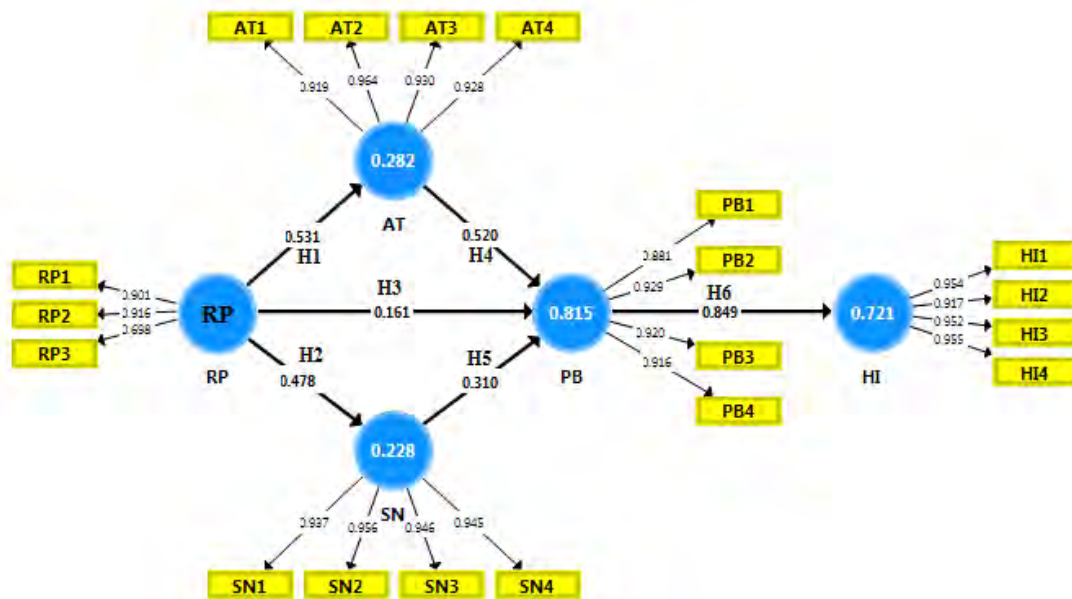 AT1 AT2 AT3 AT4
0.919 0.964 0.930 0.928
0.282
AT
0.531
H1
0.520
H4
PB1
PB2
0.881
0.929
RP1
RP2
RP3
0.901
0.916
0.698
RP
RP
H3
0.161
0.815
PB
H6
0.849
0.721
HI
HI1
HI2
HI3
HI4
0.954
0.917
0.952
0.955
H2
0.478
H5
0.310
0.920
0.916
PB3
PB4
0.228
SN
0.937 0.956 0.946 0.945
SN1 SN2 SN3 SN4